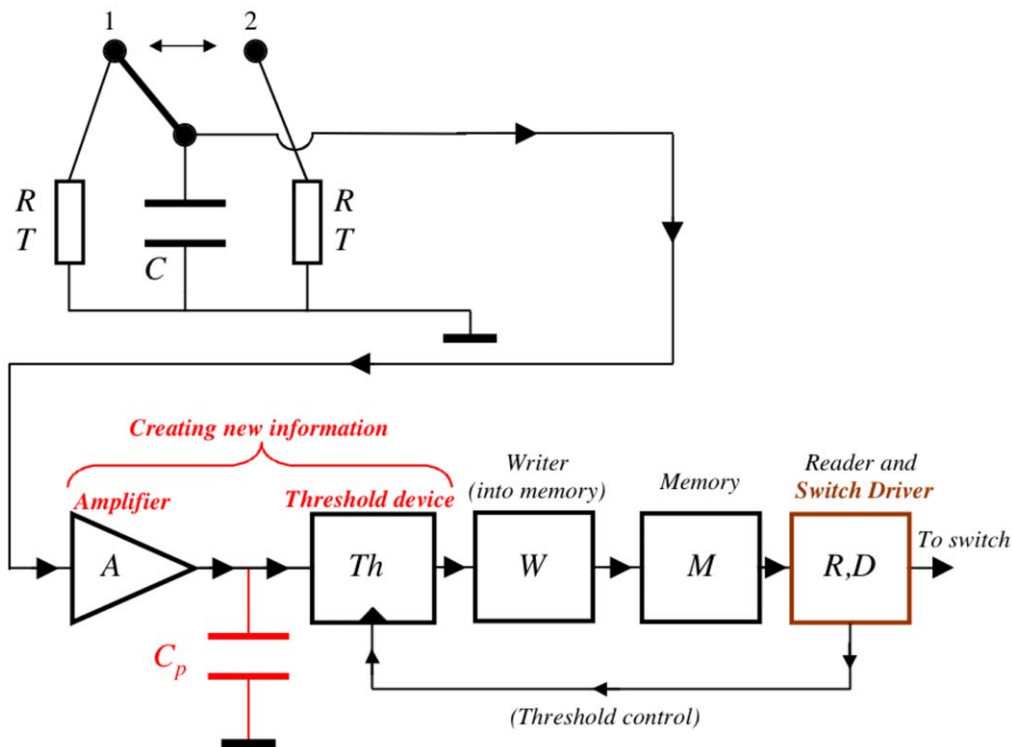 1
2
R
T
C
R
T
Creating new information
Amplifier
Threshold device
Writer
(into memory)
Memory
Reader and
Switch Driver
A
Th
W
M
R,D
To switch
Cp
(Threshold control)